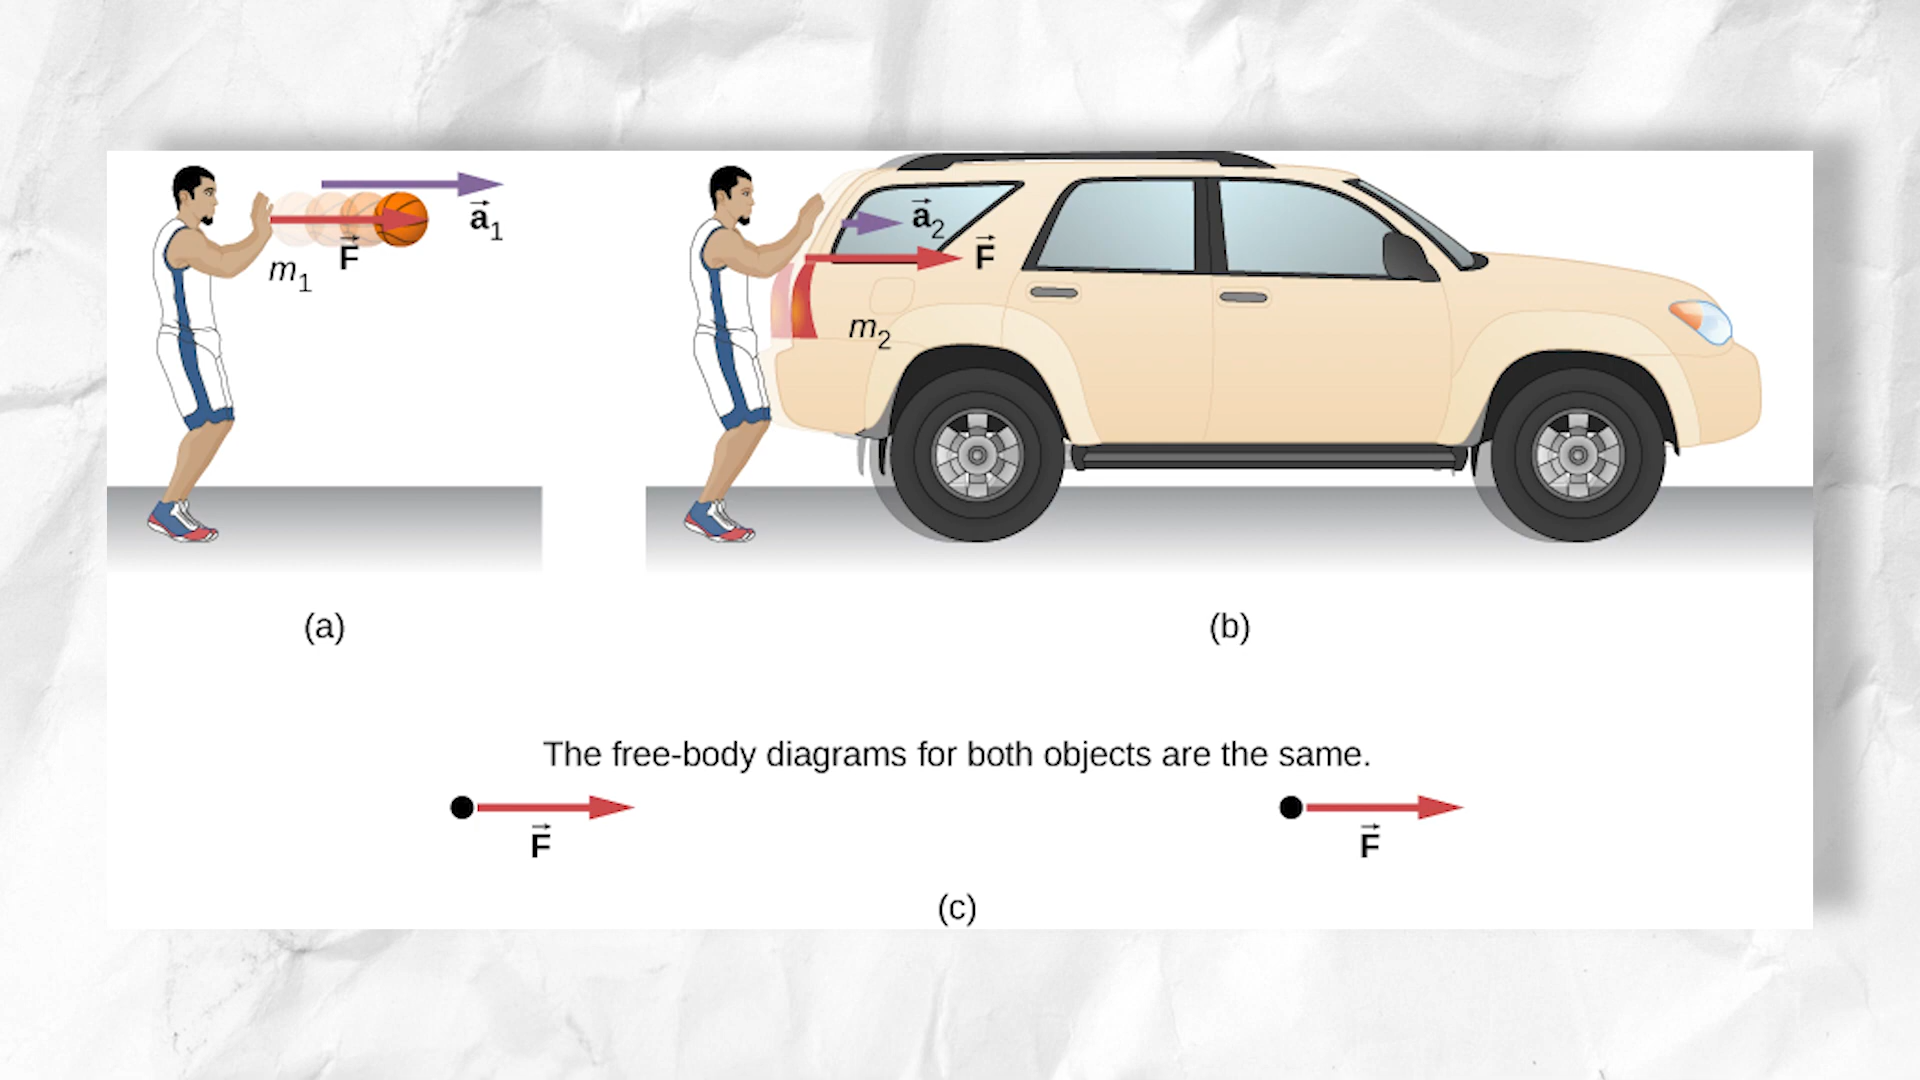 a⃗₁
F⃗
m₁
a⃗₂
F⃗
m₂
(a)
(b)
The free-body diagrams for both objects are the same.
F⃗
F⃗
(c)